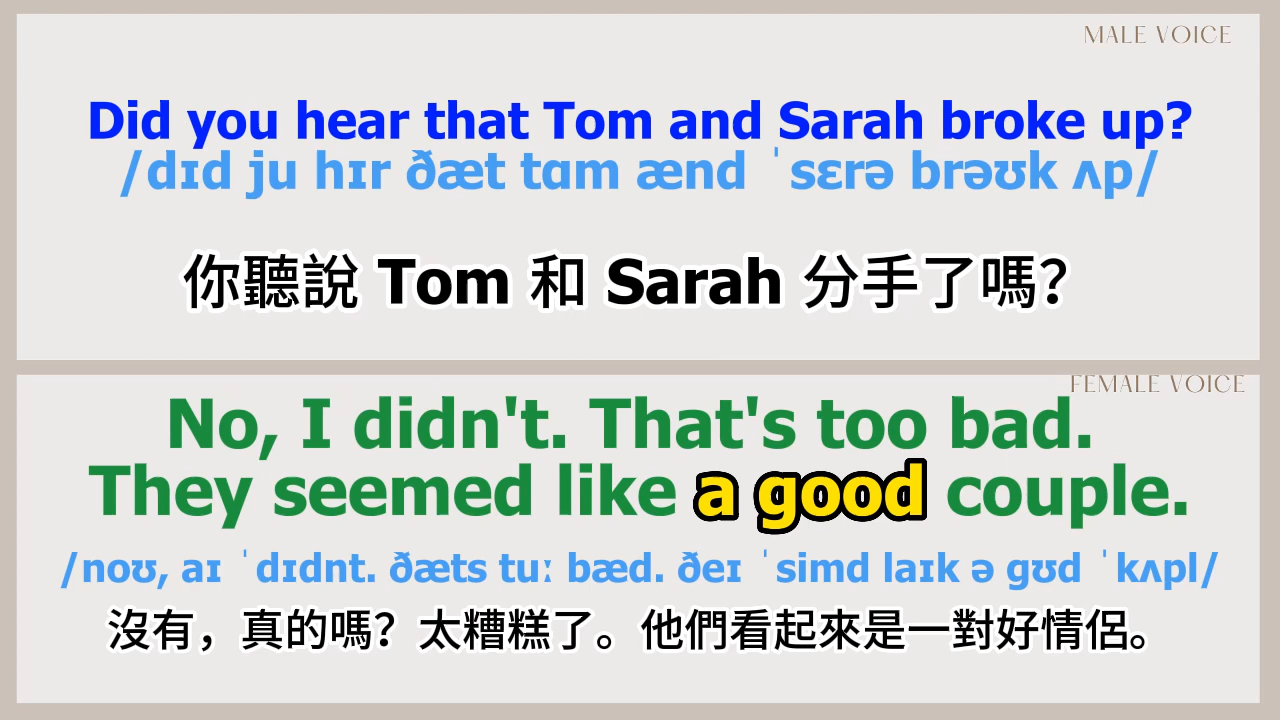 MALE VOICE
Did you hear that Tom and Sarah broke up?
/dɪd ju hɪr ðæt tɑm ænd ˈsɛrə brəʊk ʌp/
你聽說 Tom 和 Sarah 分手了嗎？
FEMALE VOICE
No, I didn't. That's too bad.
They seemed like a good couple.
/noʊ, aɪ ˈdɪdnt. ðæts tuː bæd. ðeɪ ˈsimd laɪk ə gʊd ˈkʌpl/
沒有，真的嗎？太糟糕了。他們看起來是一對好情侶。